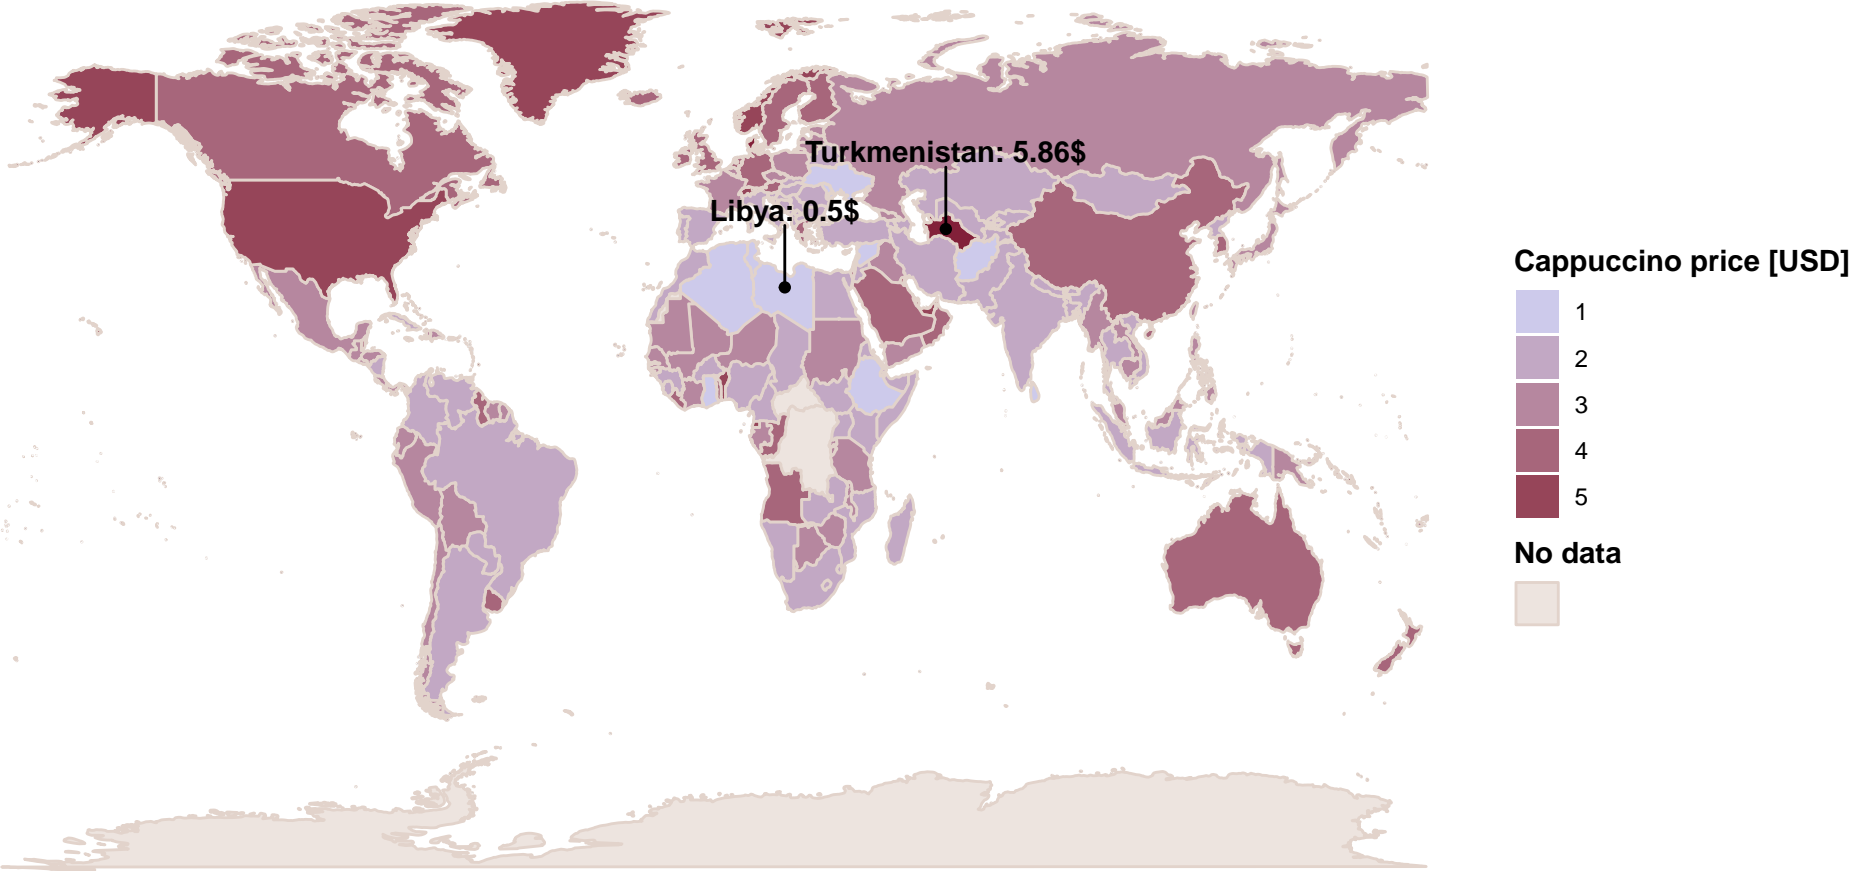 Turkmenistan: 5.86$
Libya: 0.5$
Cappuccino price [USD]
1
2
3
4
5
No data